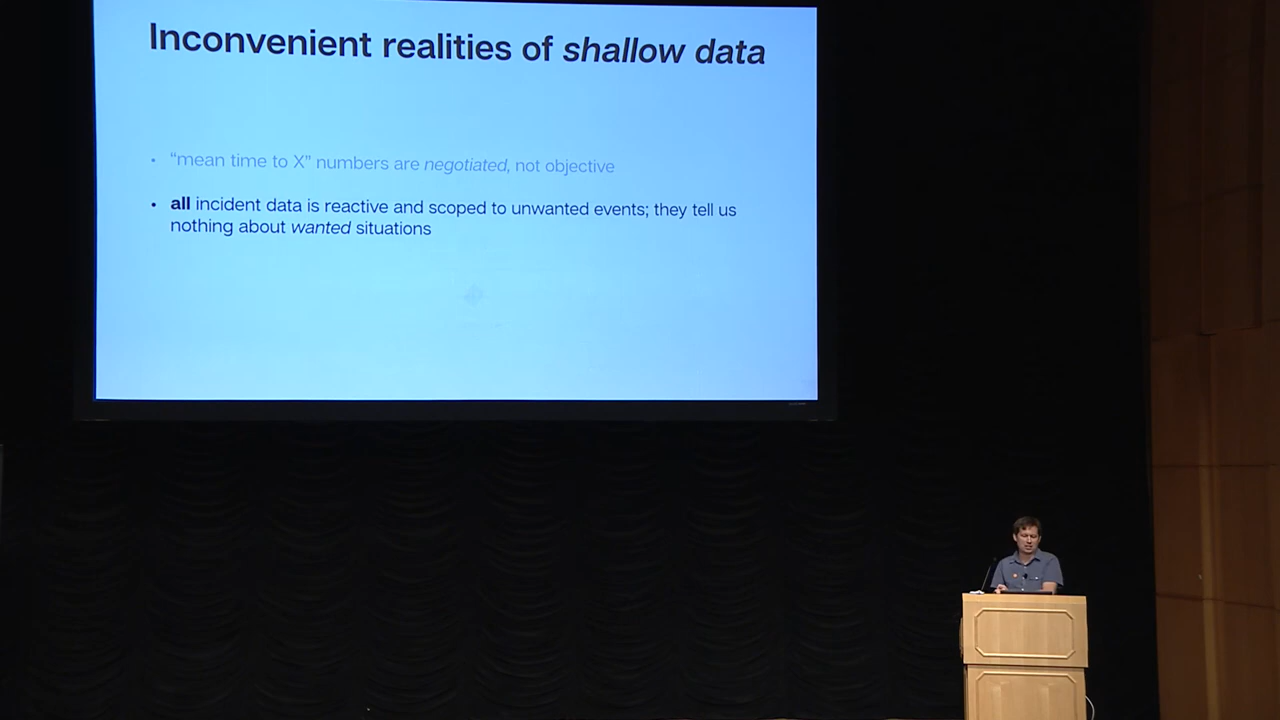 Inconvenient realities of shallow data
• “mean time to X” numbers are negotiated, not objective
• all incident data is reactive and scoped to unwanted events; they tell us
nothing about wanted situations